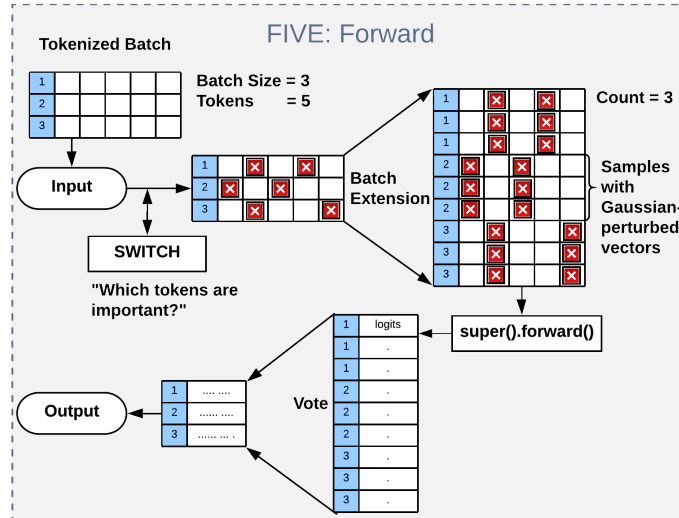 FIVE: Forward
Tokenized Batch
1
2
3
Batch Size = 3
Tokens = 5
Input
SWITCH
"Which tokens are
important?"
1
2
3
Batch
Extension
1
1
1
2
2
2
3
3
3
Count = 3
Samples
with
Gaussian-
perturbed
vectors
super().forward()
1 logits
1 .
1 .
2 .
2 .
2 .
3 .
3 .
3 .
Vote
1 .... ....
2 ...... ....
3 ...... ... .
Output